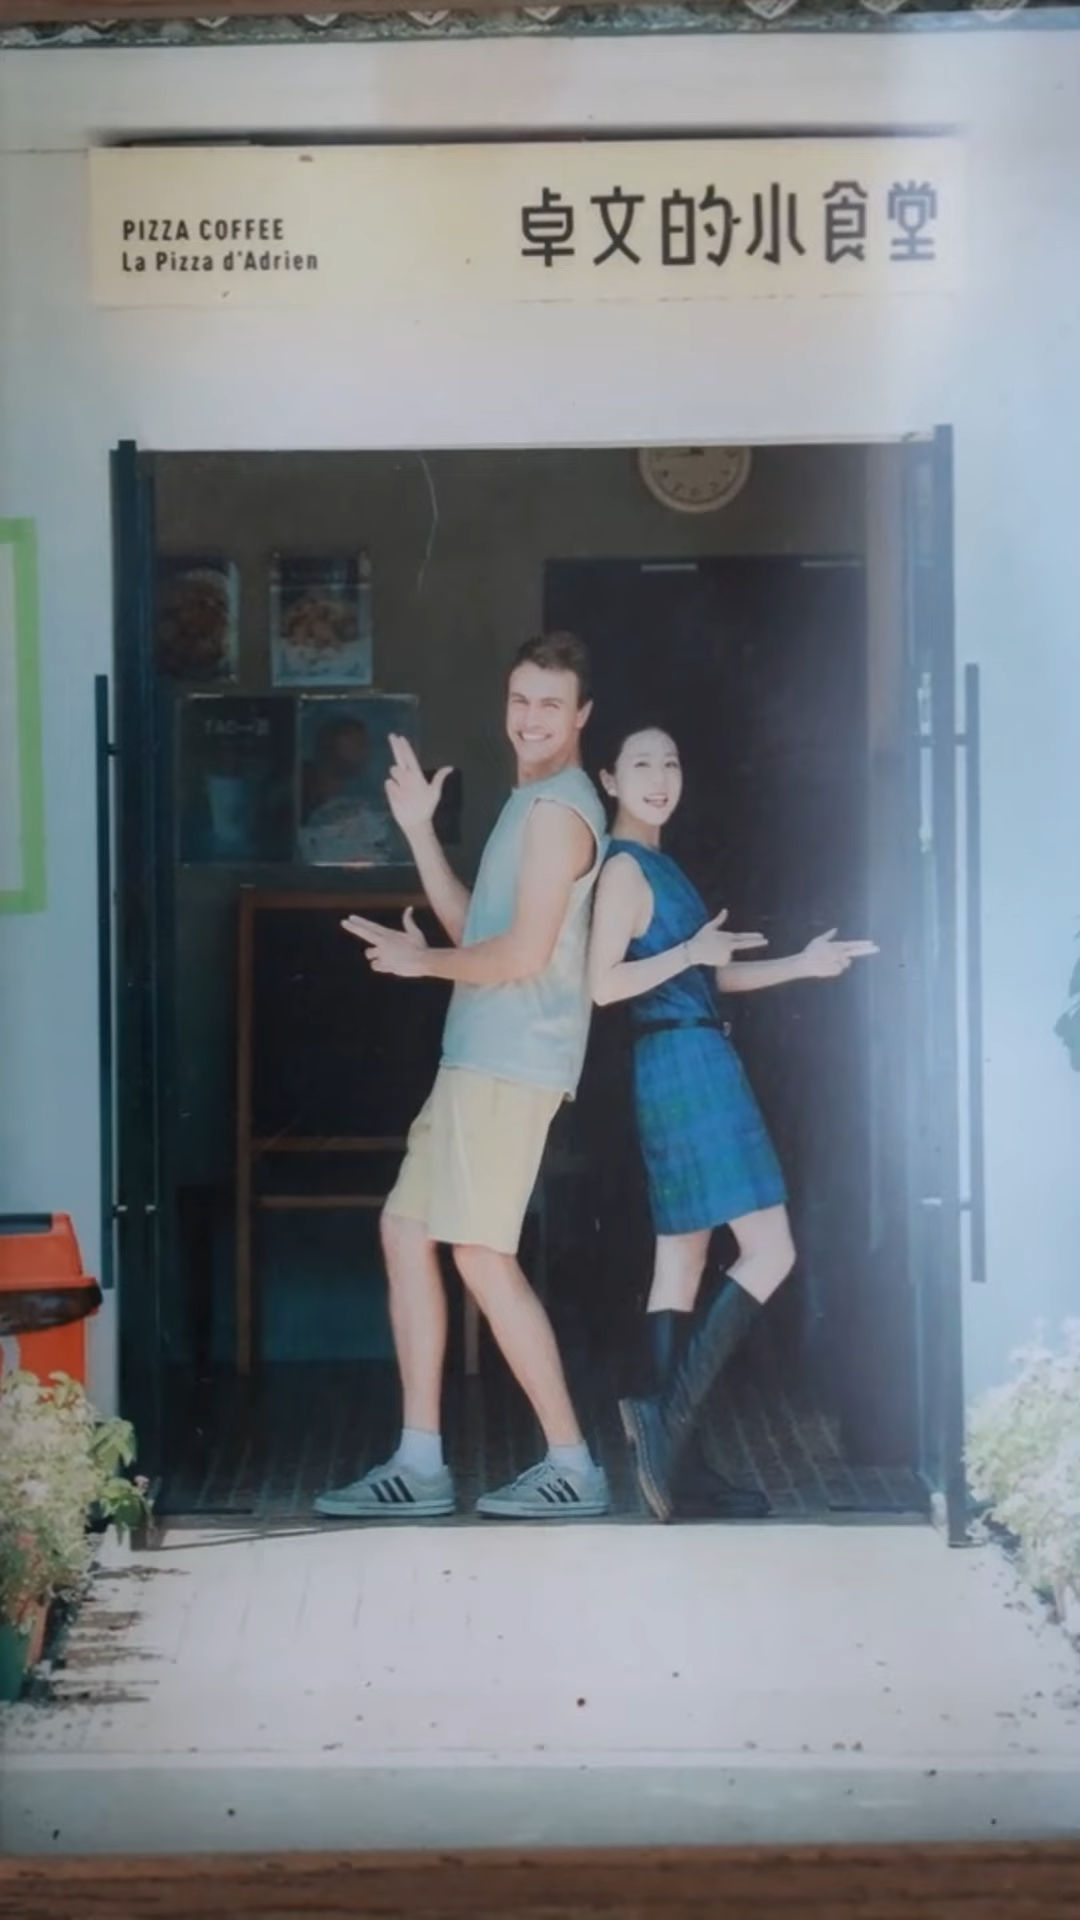 PIZZA COFFEE
La Pizza d'Adrien
卓文的小食堂